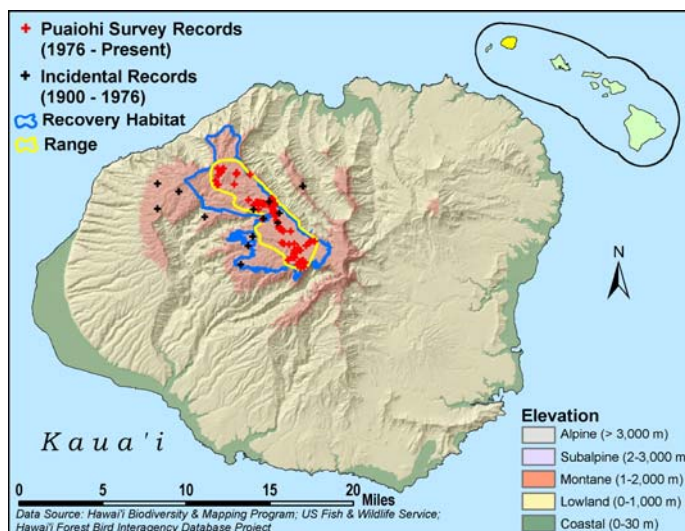 Puaiohi Survey Records
(1976 - Present)
Incidental Records
(1900 - 1976)
Recovery Habitat
Range
N
Kaua'i
Elevation
Alpine (> 3,000 m)
Subalpine (2-3,000 m)
Montane (1-2,000 m)
Lowland (0-1,000 m)
Coastal (0-30 m)
0 5 10 15 20
Miles
Data Source: Hawai'i Biodiversity & Mapping Program; US Fish & Wildlife Service;
Hawai'i Forest Bird Interagency Database Project